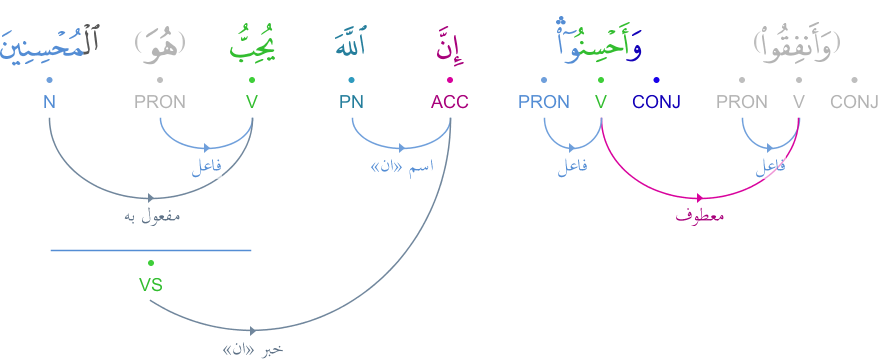 (وَأَنفِقُوا۟) وَأَحْسِنُوٓا۟ ۛ إِنَّ ٱللَّهَ يُحِبُّ (هُوَ) ٱلْمُحْسِنِينَ
N PRON V PN ACC PRON V CONJ PRON V CONJ
فاعل اسم «ان» فاعل فاعل
مفعول به معطوف
VS
خبر «ان»